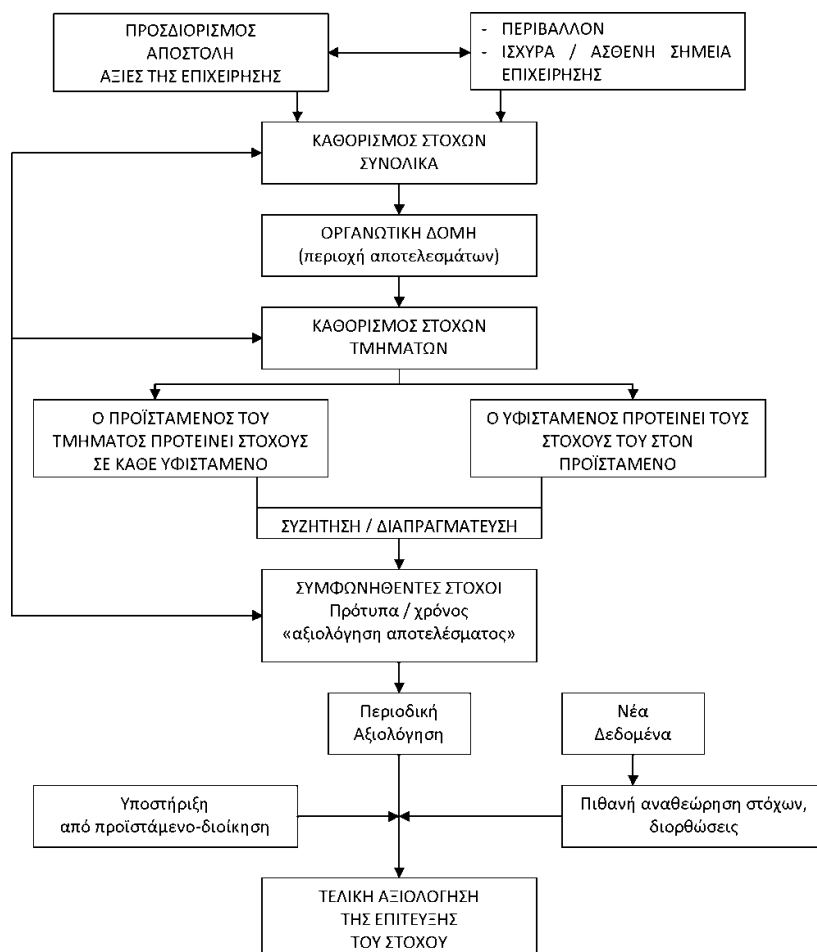 ΠΡΟΣΔΙΟΡΙΣΜΟΣ
ΑΠΟΣΤΟΛΗ
ΑΞΙΕΣ ΤΗΣ ΕΠΙΧΕΙΡΗΣΗΣ
- ΠΕΡΙΒΑΛΛΟΝ
- ΙΣΧΥΡΑ / ΑΣΘΕΝΗ ΣΗΜΕΙΑ
ΕΠΙΧΕΙΡΗΣΗΣ
ΚΑΘΟΡΙΣΜΟΣ ΣΤΟΧΩΝ
ΣΥΝΟΛΙΚΑ
ΟΡΓΑΝΩΤΙΚΗ ΔΟΜΗ
(περιοχή αποτελεσμάτων)
ΚΑΘΟΡΙΣΜΟΣ ΣΤΟΧΩΝ
ΤΜΗΜΑΤΩΝ
Ο ΠΡΟΪΣΤΑΜΕΝΟΣ ΤΟΥ
ΤΜΗΜΑΤΟΣ ΠΡΟΤΕΙΝΕΙ ΣΤΟΧΟΥΣ
ΣΕ ΚΑΘΕ ΥΦΙΣΤΑΜΕΝΟ
Ο ΥΦΙΣΤΑΜΕΝΟΣ ΠΡΟΤΕΙΝΕΙ ΤΟΥΣ
ΣΤΟΧΟΥΣ ΤΟΥ ΣΤΟΝ
ΠΡΟΪΣΤΑΜΕΝΟ
ΣΥΖΗΤΗΣΗ / ΔΙΑΠΡΑΓΜΑΤΕΥΣΗ
ΣΥΜΦΩΝΗΘΕΝΤΕΣ ΣΤΟΧΟΙ
Πρότυπα / χρόνος
«αξιολόγηση αποτελέσματος»
Περιοδική
Αξιολόγηση
Νέα
Δεδομένα
Υποστήριξη
από προϊστάμενο-διοίκηση
Πιθανή αναθεώρηση στόχων,
διορθώσεις
ΤΕΛΙΚΗ ΑΞΙΟΛΟΓΗΣΗ
ΤΗΣ ΕΠΙΤΕΥΞΗΣ
ΤΟΥ ΣΤΟΧΟΥ